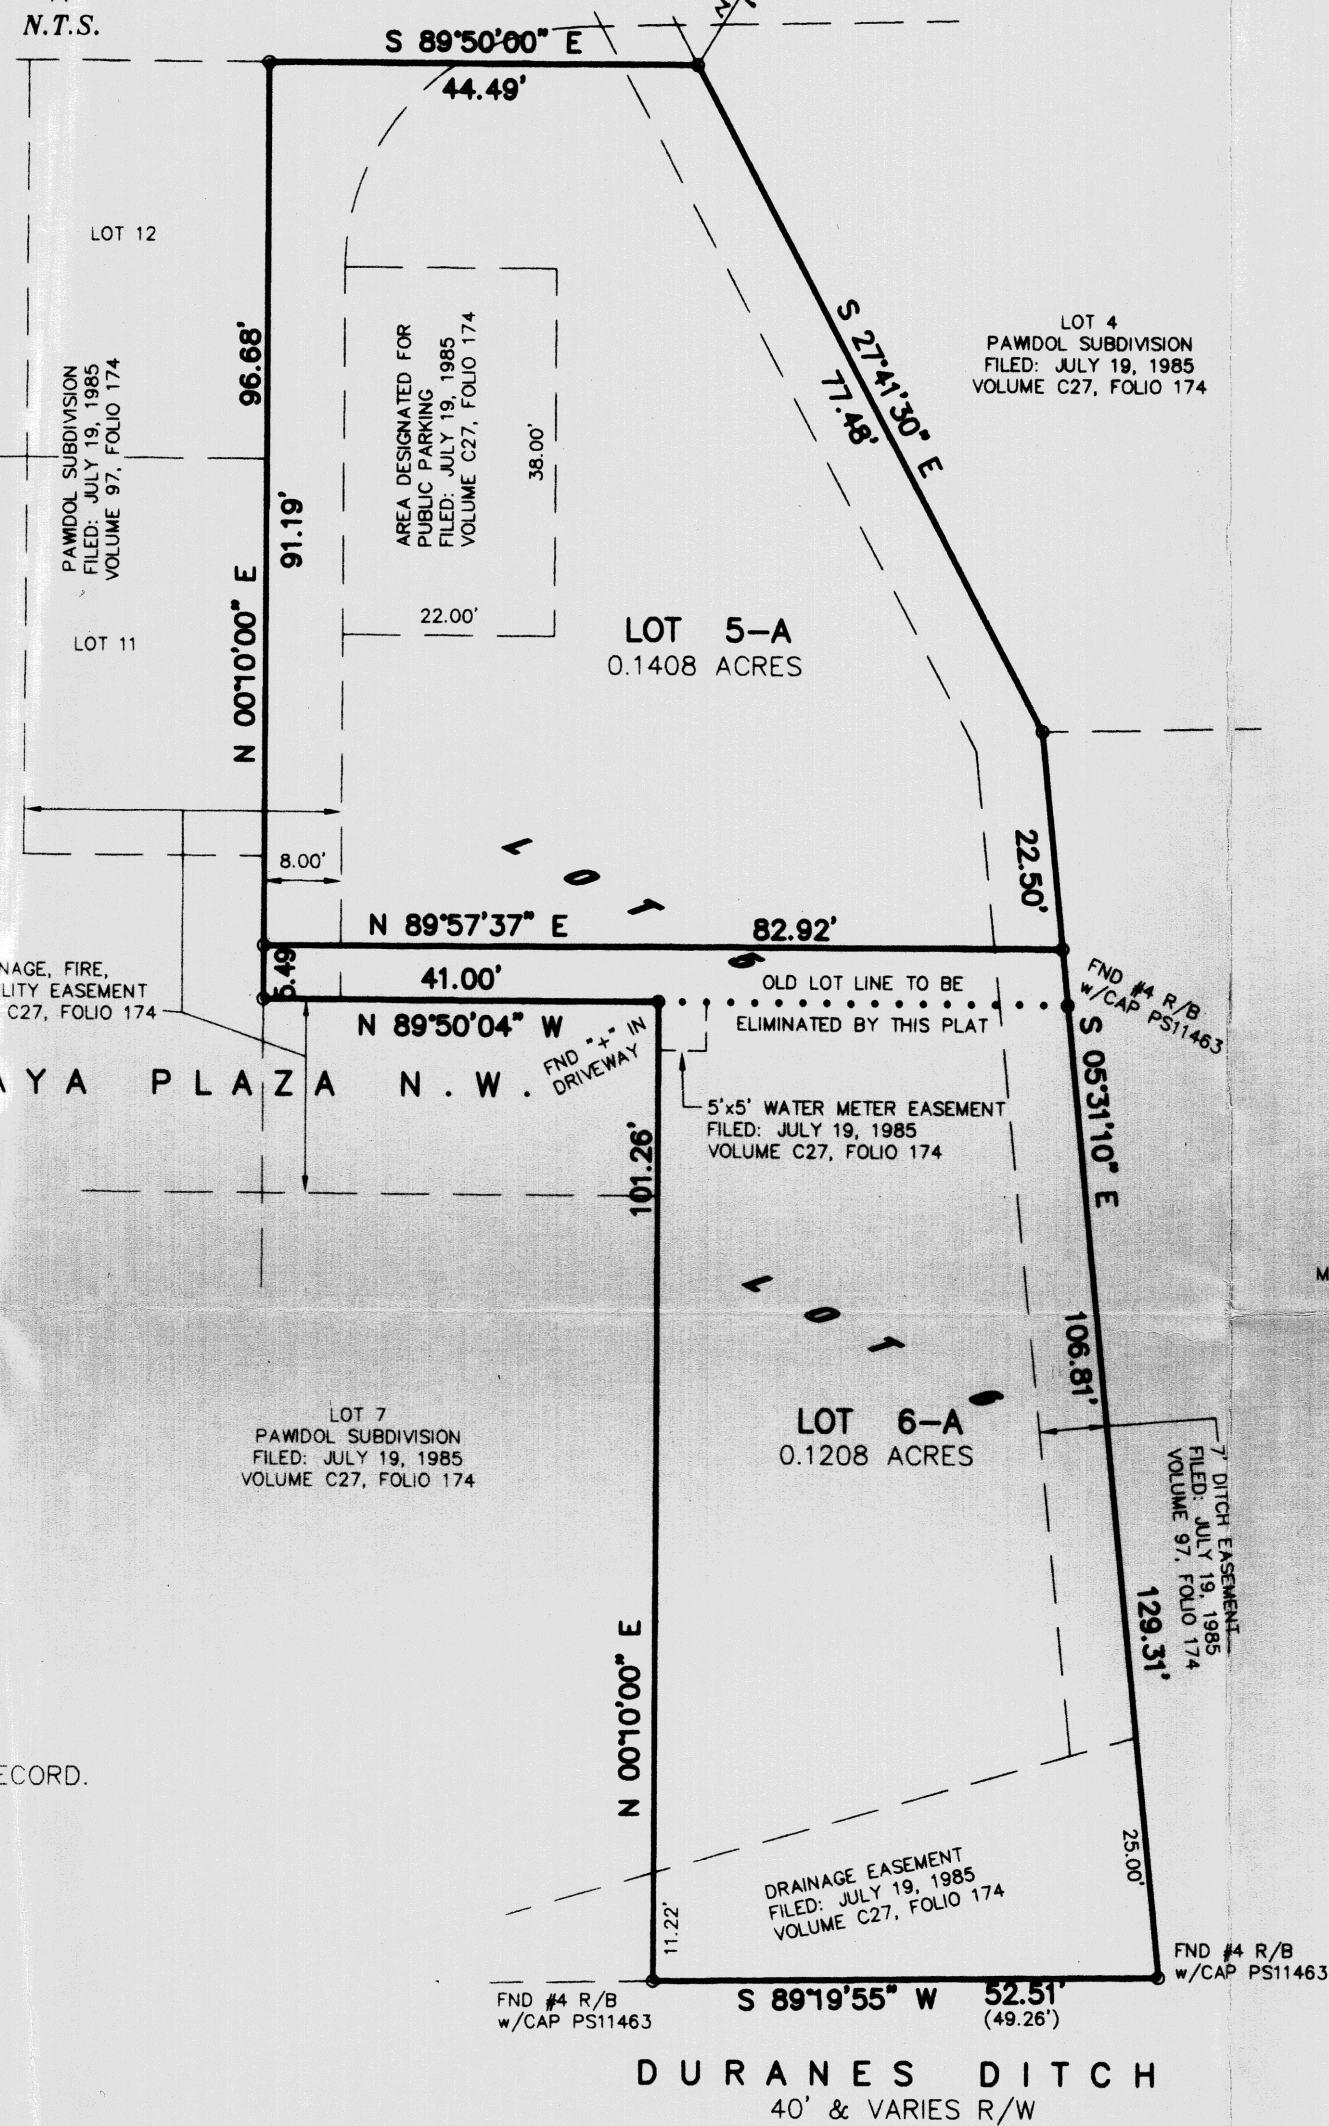 N.T.S.
S 89°50'00" E
44.49'
LOT 12
96.68'
91.19'
N 00°10'00" E
PAWIDOL SUBDIVISION
FILED: JULY 19, 1985
VOLUME 97, FOLIO 174
LOT 11
AREA DESIGNATED FOR
PUBLIC PARKING
FILED: JULY 19, 1985
VOLUME C27, FOLIO 174
38.00'
22.00'
S 27°41'30" E
77.48'
LOT 4
PAWIDOL SUBDIVISION
FILED: JULY 19, 1985
VOLUME C27, FOLIO 174
LOT 5-A
0.1408 ACRES
22.50'
8.00'
LOT
N 89°57'37" E
82.92'
5.49
41.00'
N 89°50'04" W
NAGE, FIRE,
LITY EASEMENT
C27, FOLIO 174
OLD LOT LINE TO BE
ELIMINATED BY THIS PLAT
FND #4 R/B
w/CAP PS11463
FND "+" IN
DRIVEWAY
AYA PLAZA N.W.
5'x5' WATER METER EASEMENT
FILED: JULY 19, 1985
VOLUME C27, FOLIO 174
S 05°31'10" E
101.26'
M
LOT 6
106.81'
LOT 7
PAWIDOL SUBDIVISION
FILED: JULY 19, 1985
VOLUME C27, FOLIO 174
LOT 6-A
0.1208 ACRES
7' DITCH EASEMENT
FILED: JULY 19, 1985
VOLUME 97, FOLIO 174
129.31'
N 00°10'00" E
ECORD.
25.00'
DRAINAGE EASEMENT
FILED: JULY 19, 1985
VOLUME C27, FOLIO 174
11.22'
FND #4 R/B
w/CAP PS11463
FND #4 R/B
w/CAP PS11463
S 89°19'55" W
52.51'
(49.26')
DURANES DITCH
40' & VARIES R/W